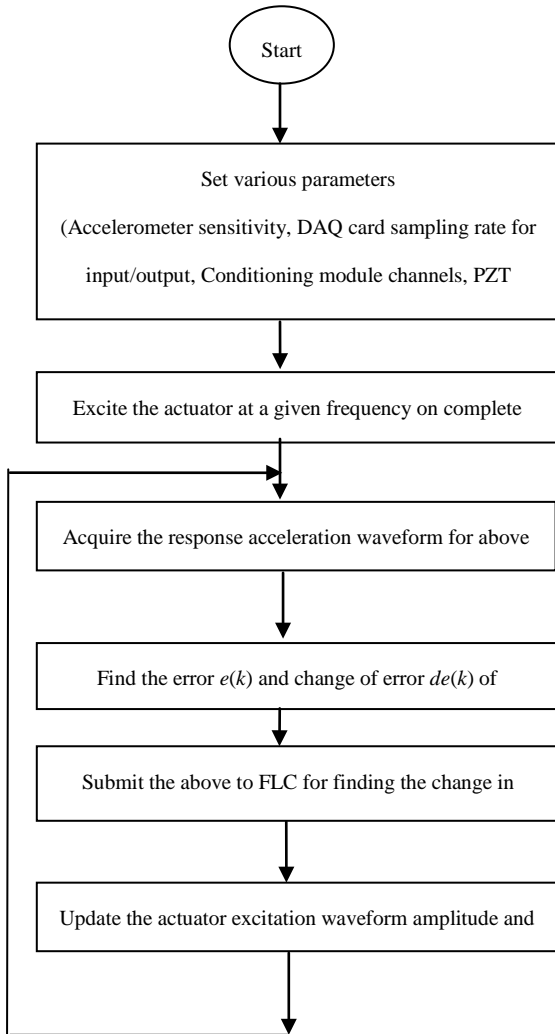 Start
Set various parameters
(Accelerometer sensitivity, DAQ card sampling rate for
input/output, Conditioning module channels, PZT
Excite the actuator at a given frequency on complete
Acquire the response acceleration waveform for above
Find the error e(k) and change of error de(k) of
Submit the above to FLC for finding the change in
Update the actuator excitation waveform amplitude and